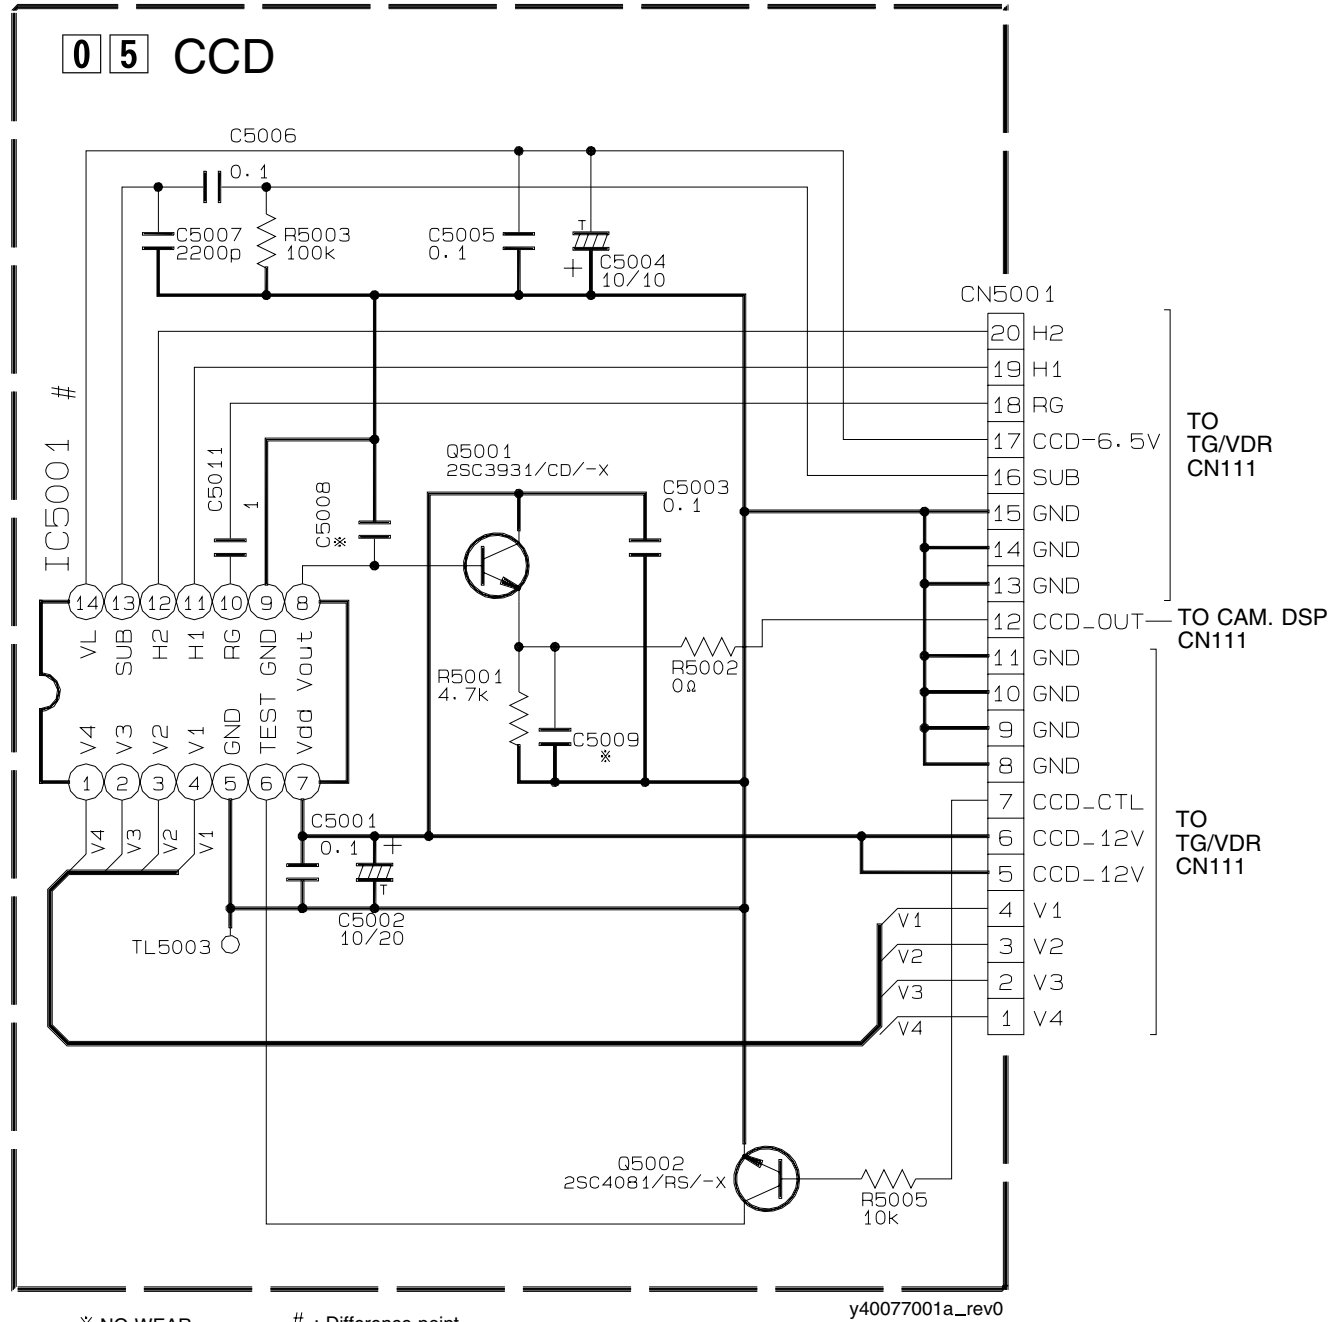 05 CCD
C5006
0.1
C5007
2200p
R5003
100k
C5005
0.1
T
+
C5004
10/10
CN5001
20 H2
19 H1
18 RG
17 CCD-6.5V
16 SUB
15 GND
14 GND
13 GND
12 CCD_OUT
11 GND
10 GND
9 GND
8 GND
7 CCD_CTL
6 CCD_12V
5 CCD_12V
4 V1
3 V2
2 V3
1 V4
TO
TG/VDR
CN111
TO CAM. DSP
CN111
TO
TG/VDR
CN111
IC5001 #
C5011
1
C5008
※
Q5001
2SC3931/CD/-X
C5003
0.1
14 13 12 11 10 9 8
VL SUB H2 H1 RG GND Vout
V4 V3 V2 V1 GND TEST Vdd
1 2 3 4 5 6 7
R5001
4.7k
R5002
0Ω
C5009
※
V4 V3 V2 V1
C5001
0.1
+
T
C5002
10/20
TL5003
V1
V2
V3
V4
Q5002
2SC4081/RS/-X
R5005
10k
y40077001a_rev0